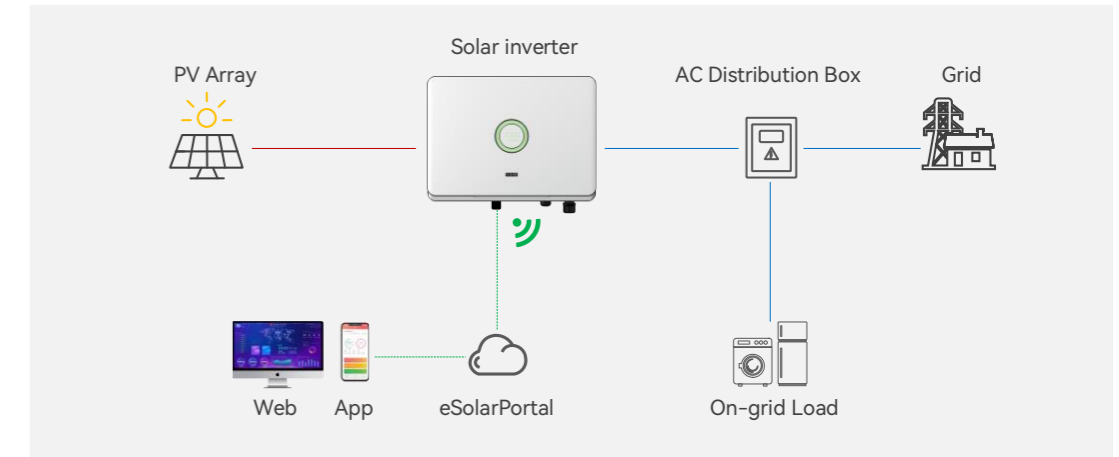 Solar inverter
PV Array
AC Distribution Box
Grid
Web
App
eSolarPortal
On-grid Load